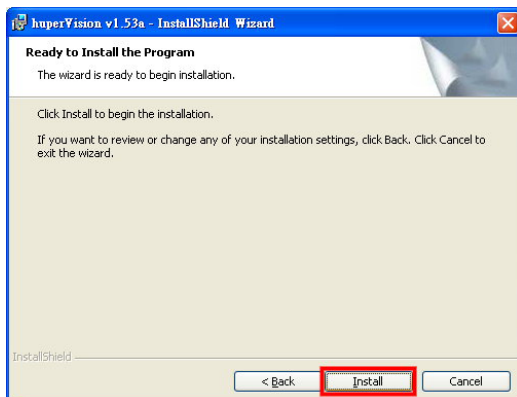 huperVision v1.53a - InstallShield Wizard
Ready to Install the Program
The wizard is ready to begin installation.
Click Install to begin the installation.
If you want to review or change any of your installation settings, click Back. Click Cancel to
exit the wizard.
InstallShield
< Back
Install
Cancel